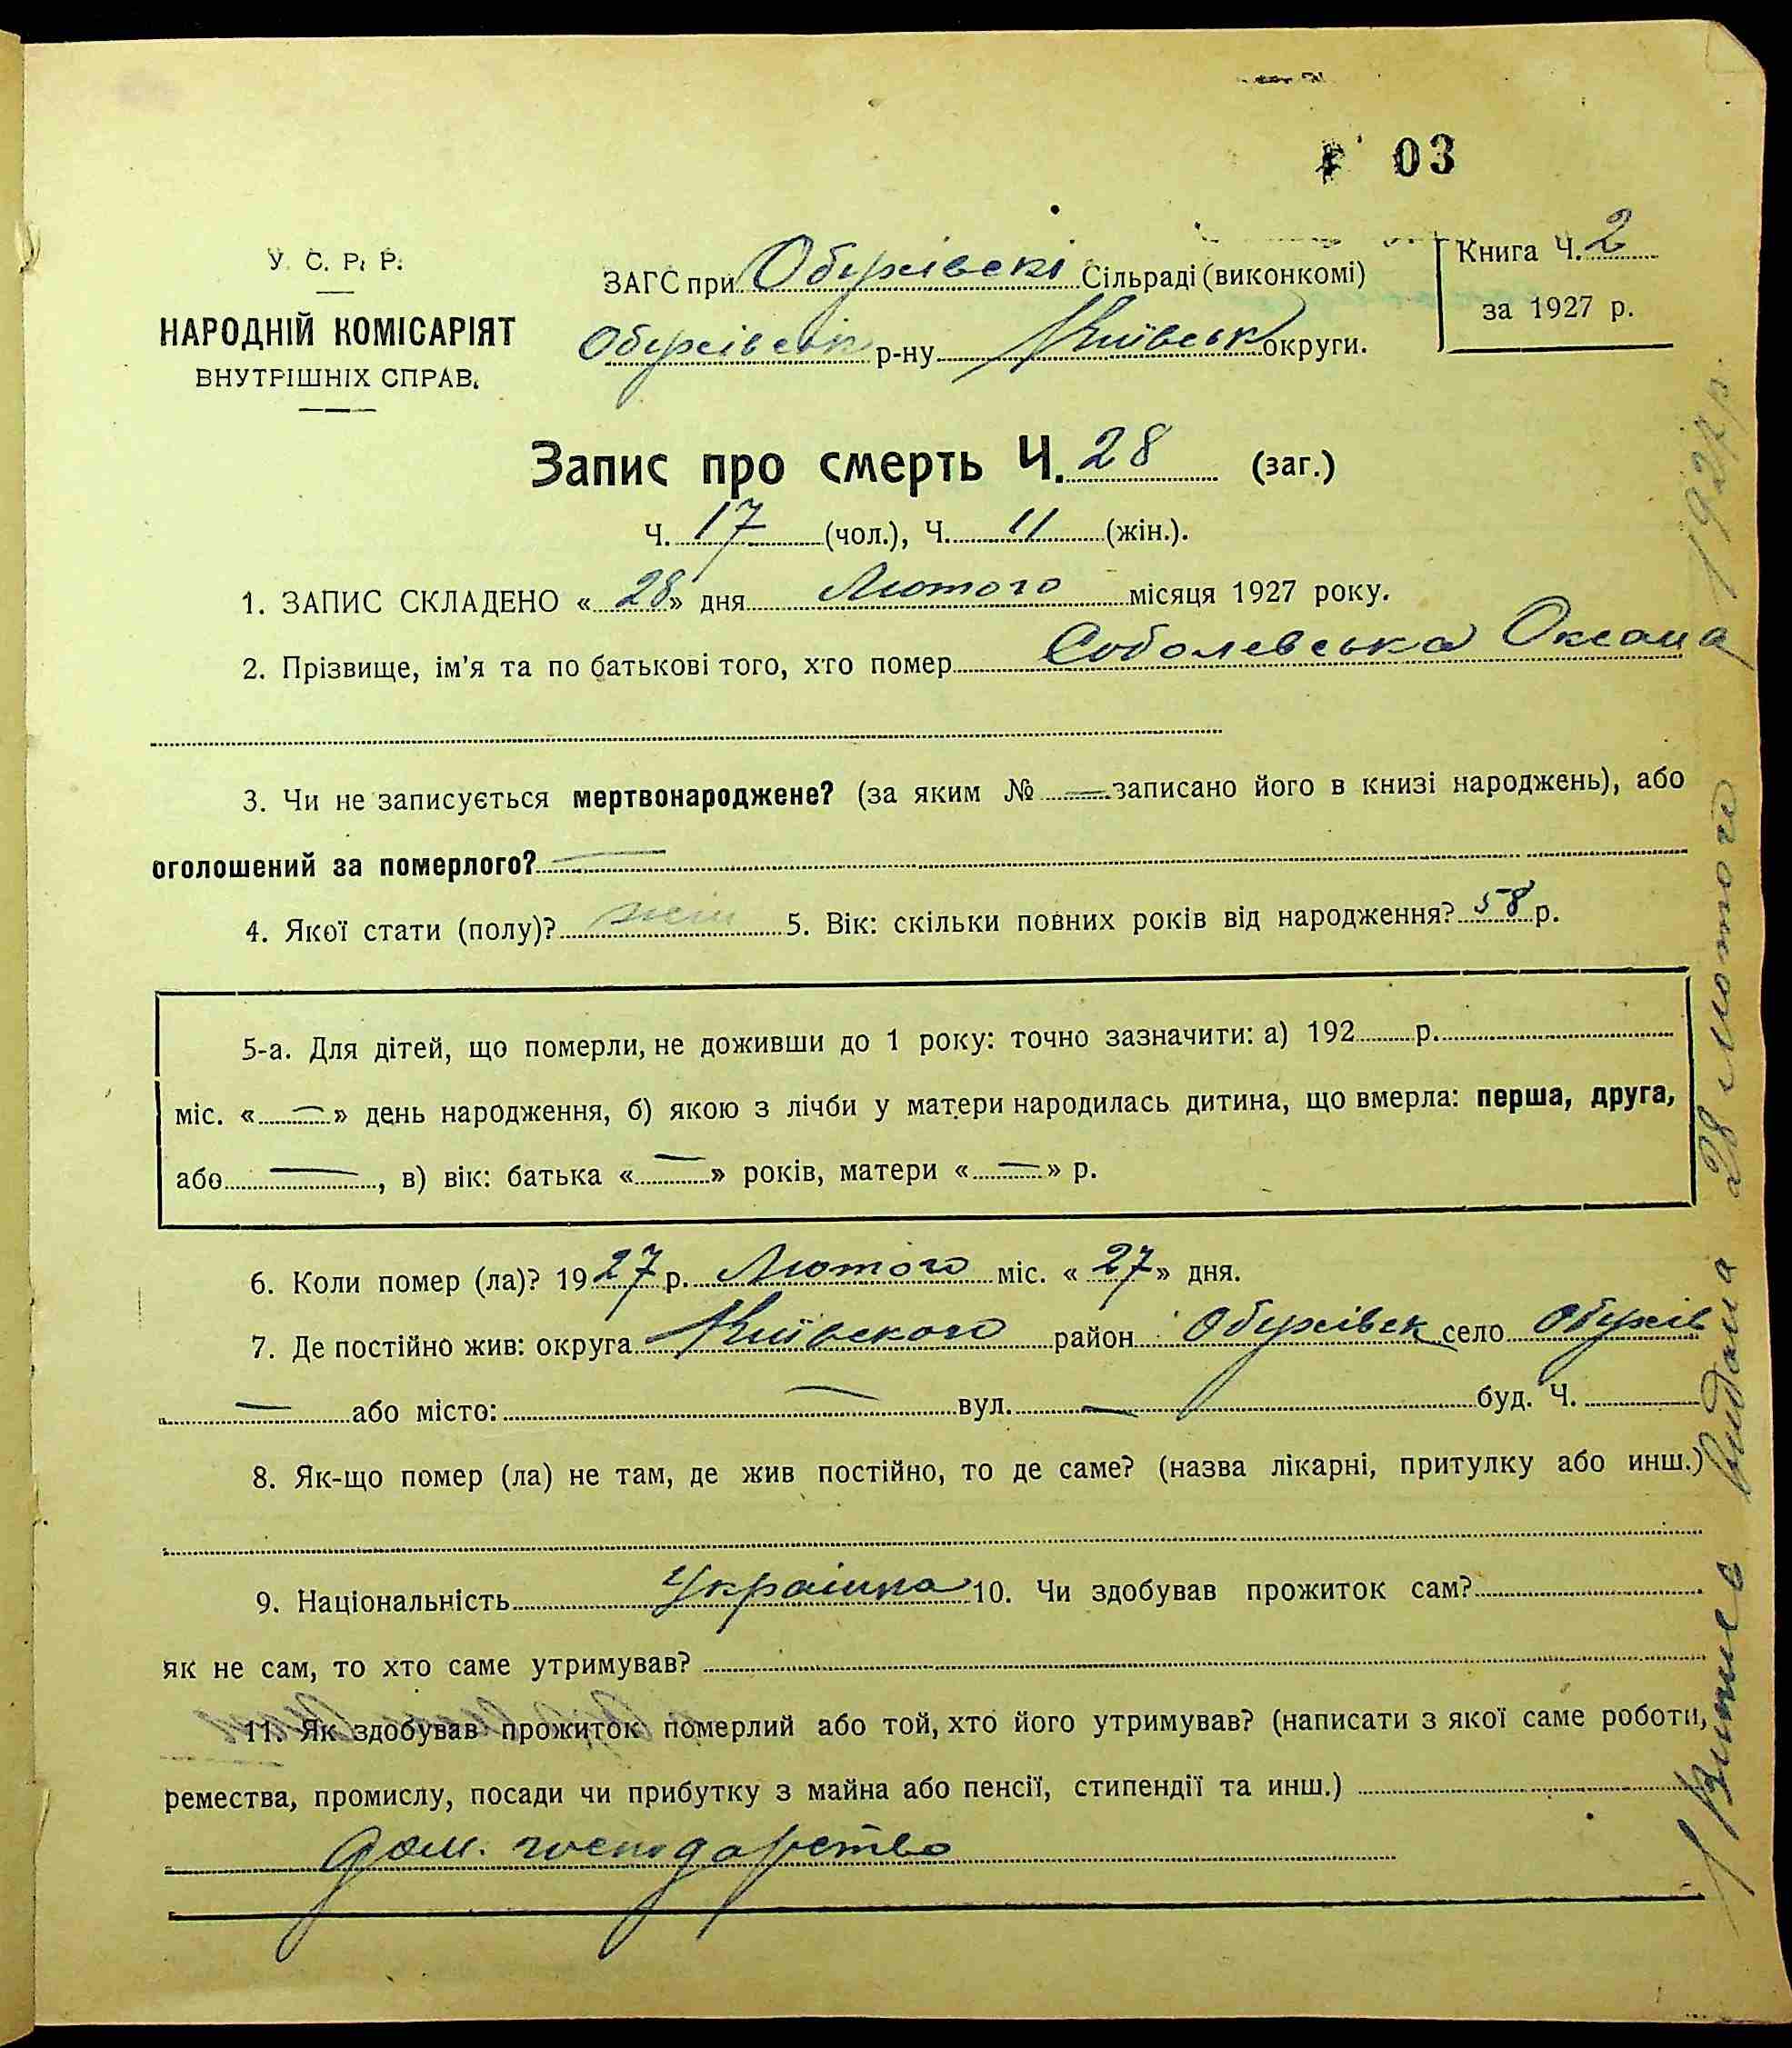 03
У. С. Р. Р.
НАРОДНІЙ КОМІСАРІЯТ
ВНУТРІШНІХ СПРАВ.
ЗАГС при Обухівскі Сільраді (виконкомі)
Обухівськ р-ну Київськ округи.
Книга Ч. 2
за 1927 р.
Запис про смерть Ч. 28 (заг.)
Ч. 17 (чол.), Ч. 11 (жін.).
1. ЗАПИС СКЛАДЕНО « 28 » дня Лютого місяця 1927 року.
2. Прізвище, ім'я та по батькові того, хто помер Соболевська Оксана
3. Чи не записується мертвонароджене? (за яким № — записано його в книзі народжень), або
оголошений за померлого? —
4. Якої стати (полу)? жін 5. Вік: скільки повних років від народження? 58 р.
5-а. Для дітей, що померли, не доживши до 1 року: точно зазначити: а) 192 р.
міс. « — » день народження, б) якою з лічби у матери народилась дитина, що вмерла: перша, друга,
або —, в) вік: батька « — » років, матери « — » р.
6. Коли помер (ла)? 1927 р. Лютого міс. « 27 » дня.
7. Де постійно жив: округа Київского район Обухівск село Обухів
— або місто: — вул. — буд. Ч.
8. Як-що помер (ла) не там, де жив постійно, то де саме? (назва лікарні, притулку або инш.)
9. Національність Украінка 10. Чи здобував прожиток сам?
як не сам, то хто саме утримував?
11. Як здобував прожиток померлий або той, хто його утримував? (написати з якої саме роботи,
ремества, промислу, посади чи прибутку з майна або пенсії, стипендії та инш.)
дом. господарство
видана 28 лютого 1927 р.